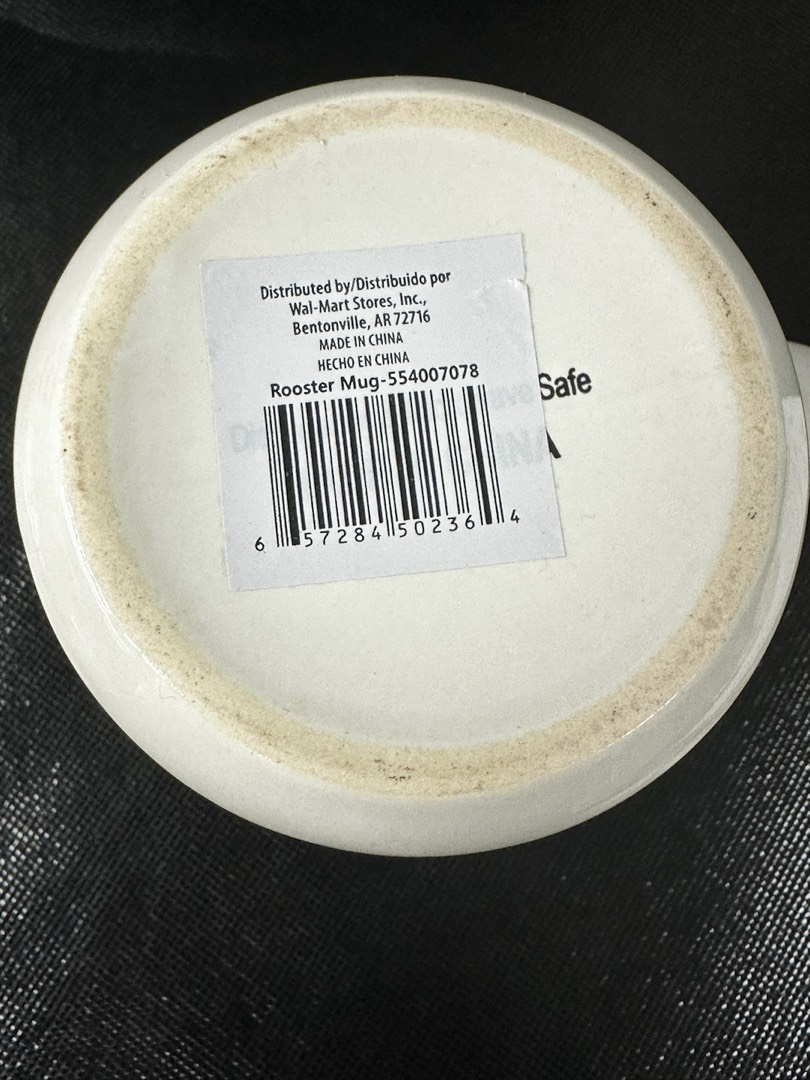 Distributed by/Distribuido por
Wal-Mart Stores, Inc.,
Bentonville, AR 72716
MADE IN CHINA
HECHO EN CHINA
Rooster Mug-554007078
6 57284 50236 4
Safe